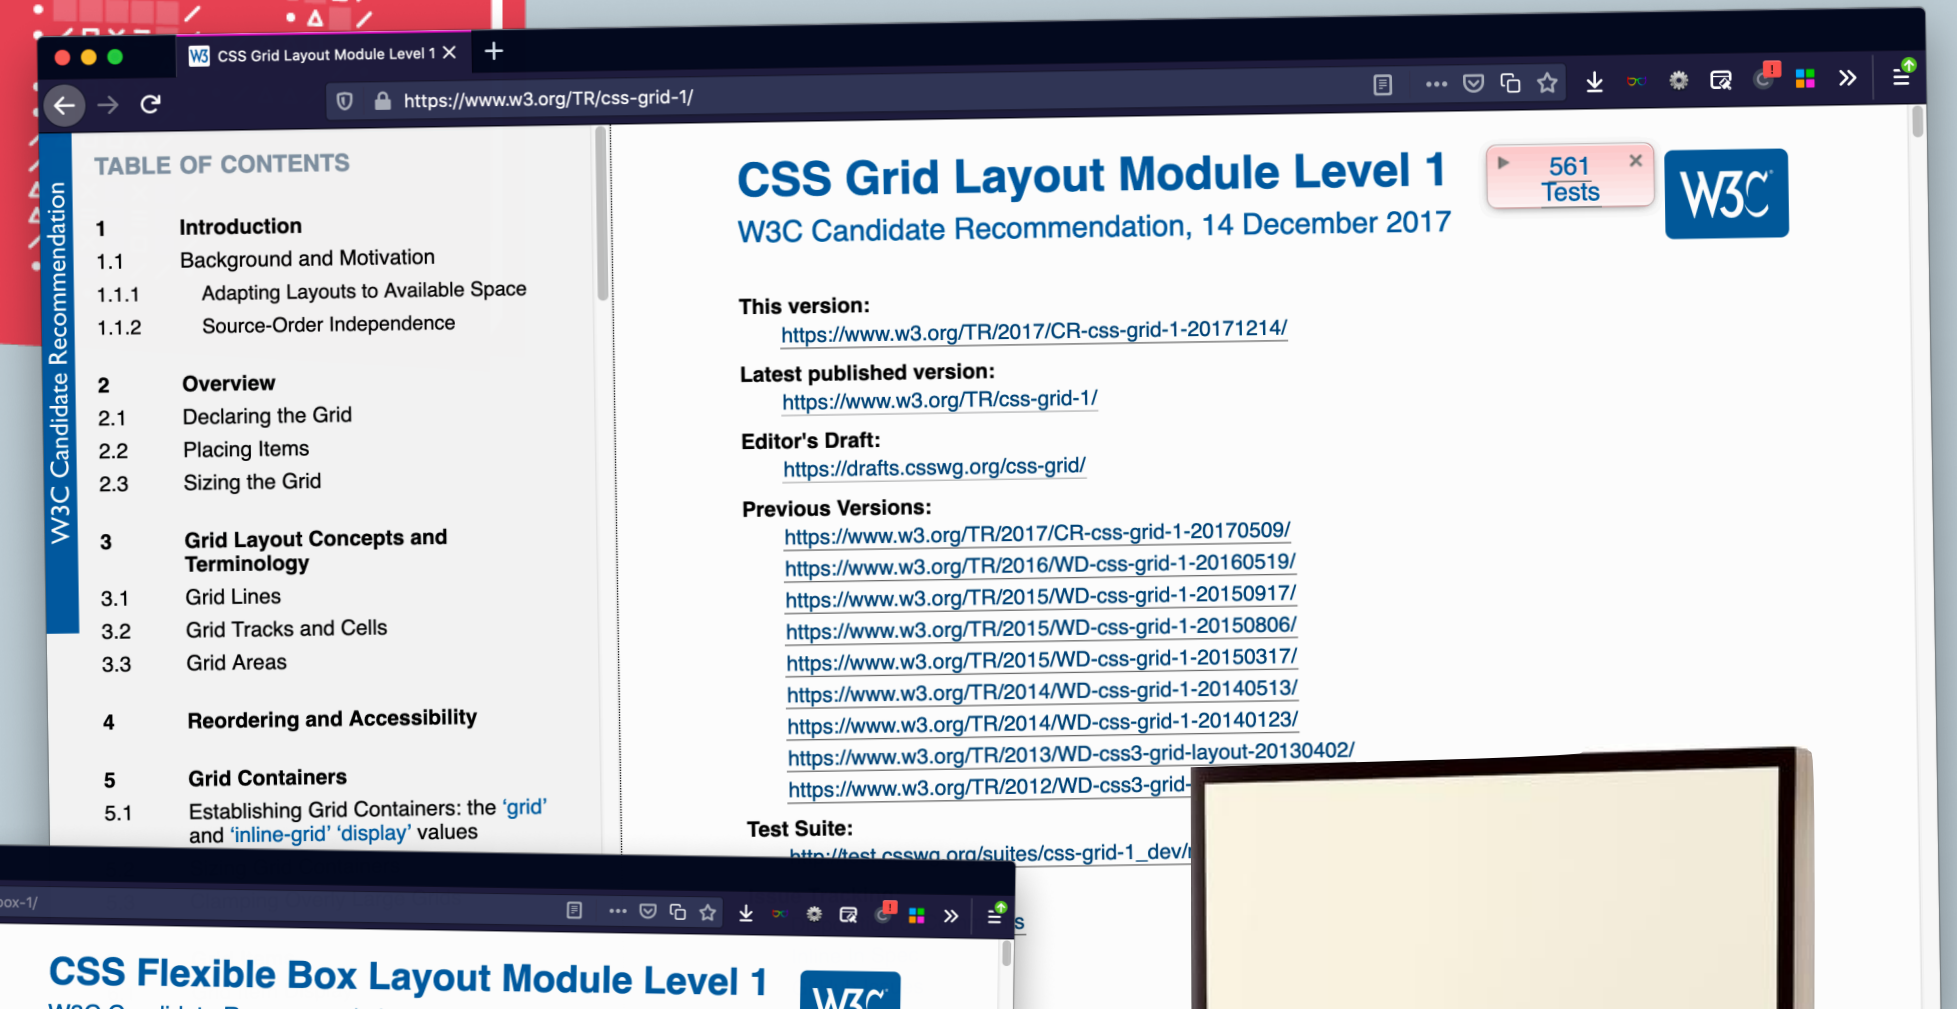 CSS Grid Layout Module Level 1
https://www.w3.org/TR/css-grid-1/
W3C Candidate Recommendation
TABLE OF CONTENTS
1 Introduction
1.1 Background and Motivation
1.1.1 Adapting Layouts to Available Space
1.1.2 Source-Order Independence
2 Overview
2.1 Declaring the Grid
2.2 Placing Items
2.3 Sizing the Grid
3 Grid Layout Concepts and
Terminology
3.1 Grid Lines
3.2 Grid Tracks and Cells
3.3 Grid Areas
4 Reordering and Accessibility
5 Grid Containers
5.1 Establishing Grid Containers: the ‘grid’
and ‘inline-grid’ ‘display’ values
CSS Grid Layout Module Level 1
W3C Candidate Recommendation, 14 December 2017
561
Tests
W3C
This version:
https://www.w3.org/TR/2017/CR-css-grid-1-20171214/
Latest published version:
https://www.w3.org/TR/css-grid-1/
Editor's Draft:
https://drafts.csswg.org/css-grid/
Previous Versions:
https://www.w3.org/TR/2017/CR-css-grid-1-20170509/
https://www.w3.org/TR/2016/WD-css-grid-1-20160519/
https://www.w3.org/TR/2015/WD-css-grid-1-20150917/
https://www.w3.org/TR/2015/WD-css-grid-1-20150806/
https://www.w3.org/TR/2015/WD-css-grid-1-20150317/
https://www.w3.org/TR/2014/WD-css-grid-1-20140513/
https://www.w3.org/TR/2014/WD-css-grid-1-20140123/
https://www.w3.org/TR/2013/WD-css3-grid-layout-20130402/
https://www.w3.org/TR/2012/WD-css3-grid-
Test Suite:
http://test.csswg.org/suites/css-grid-1_dev/
s
box-1/
CSS Flexible Box Layout Module Level 1
W3C